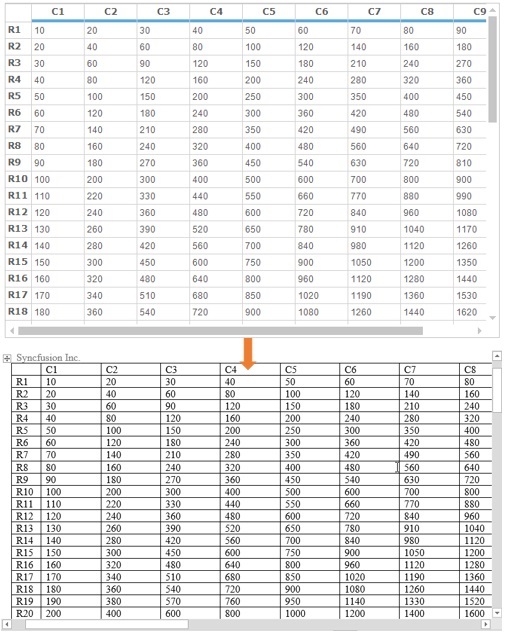 C1 C2 C3 C4 C5 C6 C7 C8 C9
R1 10 20 30 40 50 60 70 80 90
R2 20 40 60 80 100 120 140 160 180
R3 30 60 90 120 150 180 210 240 270
R4 40 80 120 160 200 240 280 320 360
R5 50 100 150 200 250 300 350 400 450
R6 60 120 180 240 300 360 420 480 540
R7 70 140 210 280 350 420 490 560 630
R8 80 160 240 320 400 480 560 640 720
R9 90 180 270 360 450 540 630 720 810
R10 100 200 300 400 500 600 700 800 900
R11 110 220 330 440 550 660 770 880 990
R12 120 240 360 480 600 720 840 960 1080
R13 130 260 390 520 650 780 910 1040 1170
R14 140 280 420 560 700 840 980 1120 1260
R15 150 300 450 600 750 900 1050 1200 1350
R16 160 320 480 640 800 960 1120 1280 1440
R17 170 340 510 680 850 1020 1190 1360 1530
R18 180 360 540 720 900 1080 1260 1440 1620
Syncfusion Inc.
C1 C2 C3 C4 C5 C6 C7 C8
R1 10 20 30 40 50 60 70 80
R2 20 40 60 80 100 120 140 160
R3 30 60 90 120 150 180 210 240
R4 40 80 120 160 200 240 280 320
R5 50 100 150 200 250 300 350 400
R6 60 120 180 240 300 360 420 480
R7 70 140 210 280 350 420 490 560
R8 80 160 240 320 400 480 560 640
R9 90 180 270 360 450 540 630 720
R10 100 200 300 400 500 600 700 800
R11 110 220 330 440 550 660 770 880
R12 120 240 360 480 600 720 840 960
R13 130 260 390 520 650 780 910 1040
R14 140 280 420 560 700 840 980 1120
R15 150 300 450 600 750 900 1050 1200
R16 160 320 480 640 800 960 1120 1280
R17 170 340 510 680 850 1020 1190 1360
R18 180 360 540 720 900 1080 1260 1440
R19 190 380 570 760 950 1140 1330 1520
R20 200 400 600 800 1000 1200 1400 1600